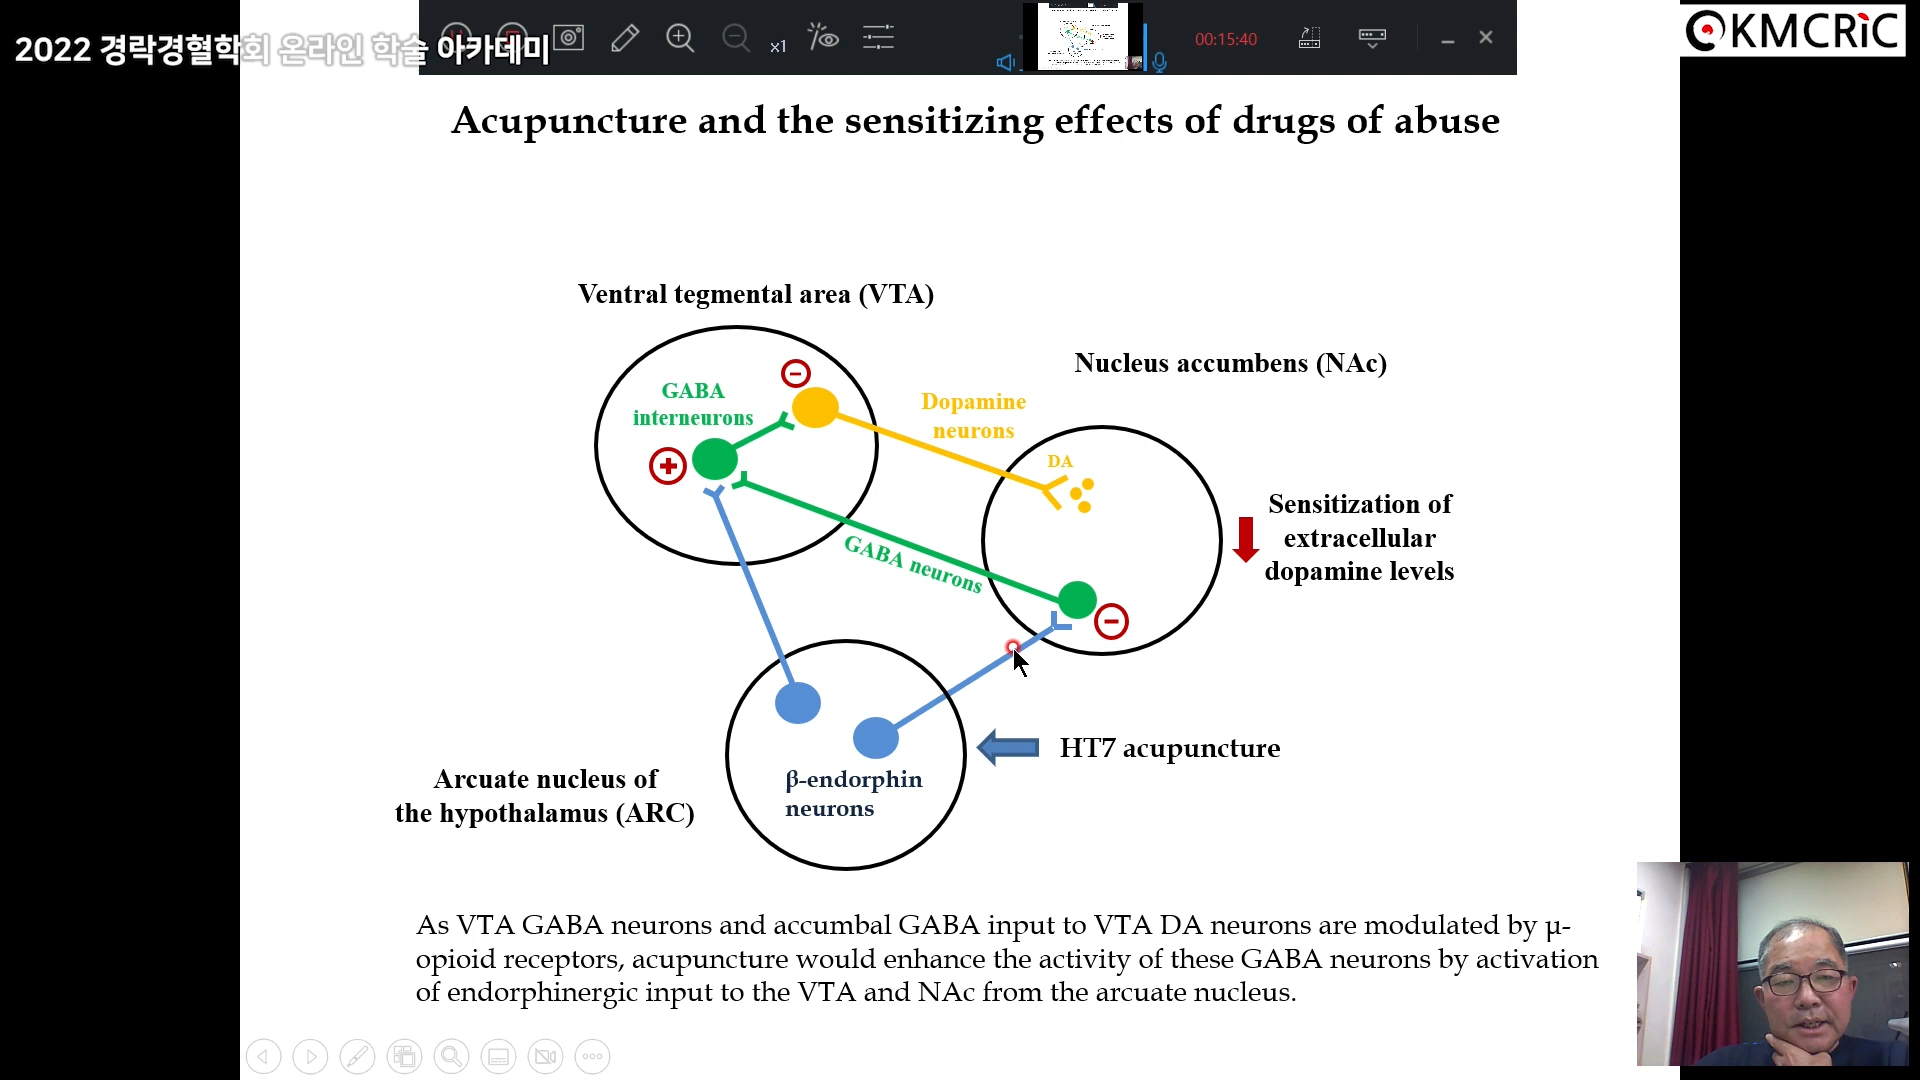 2022 경락경혈학회 온라인 학술 아카데미
x1
00:15:40
KMCRiC
Acupuncture and the sensitizing effects of drugs of abuse
Ventral tegmental area (VTA)
Nucleus accumbens (NAc)
GABA
interneurons
Dopamine
neurons
DA
GABA neurons
Sensitization of
extracellular
dopamine levels
HT7 acupuncture
Arcuate nucleus of
the hypothalamus (ARC)
β-endorphin
neurons
As VTA GABA neurons and accumbal GABA input to VTA DA neurons are modulated by μ-
opioid receptors, acupuncture would enhance the activity of these GABA neurons by activation
of endorphinergic input to the VTA and NAc from the arcuate nucleus.